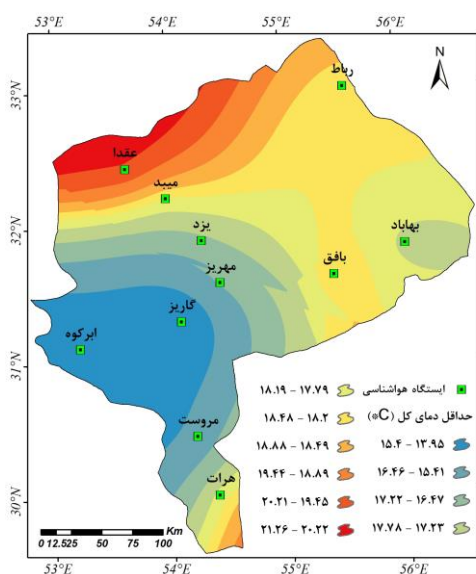 53°E 54°E 55°E 56°E
N
33°N
32°N
31°N
30°N
رباط
عقدا
میبد
یزد
بهاباد
بافق
مهریز
گاریز
ابرکوه
مروست
هرات
ایستگاه هواشناسی
حداقل دمای کل (C°)
۱۳.۹۵ - ۱۵.۴
۱۵.۴۱ - ۱۶.۴۶
۱۶.۴۷ - ۱۷.۲۲
۱۷.۲۳ - ۱۷.۷۸
۱۷.۷۹ - ۱۸.۱۹
۱۸.۲ - ۱۸.۴۸
۱۸.۴۹ - ۱۸.۸۸
۱۸.۸۹ - ۱۹.۴۴
۱۹.۴۵ - ۲۰.۲۱
۲۰.۲۲ - ۲۱.۲۶
Km
0 12.525 50 75 100
53°E 54°E 55°E 56°E